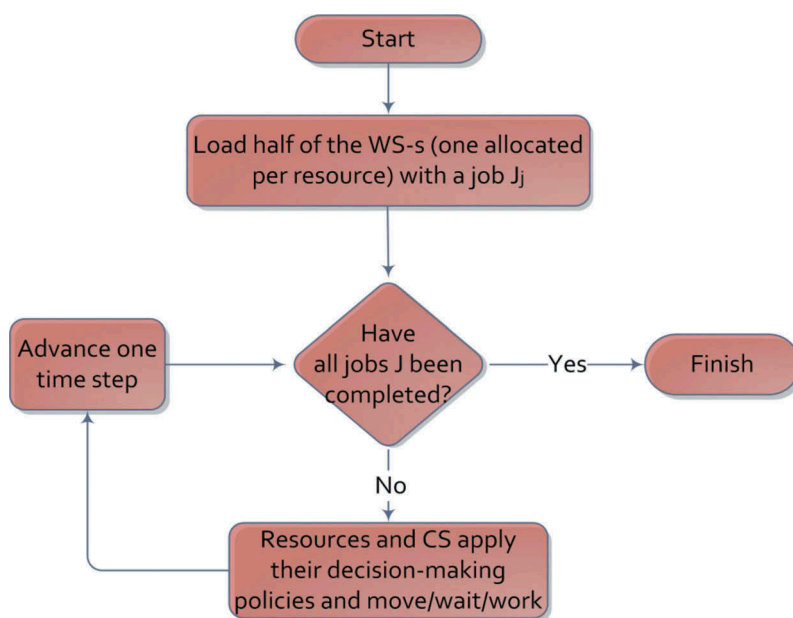 Start
Load half of the WS-s (one allocated
per resource) with a job Jj
Have
all jobs J been
completed?
Advance one
time step
Yes
Finish
No
Resources and CS apply
their decision-making
policies and move/wait/work